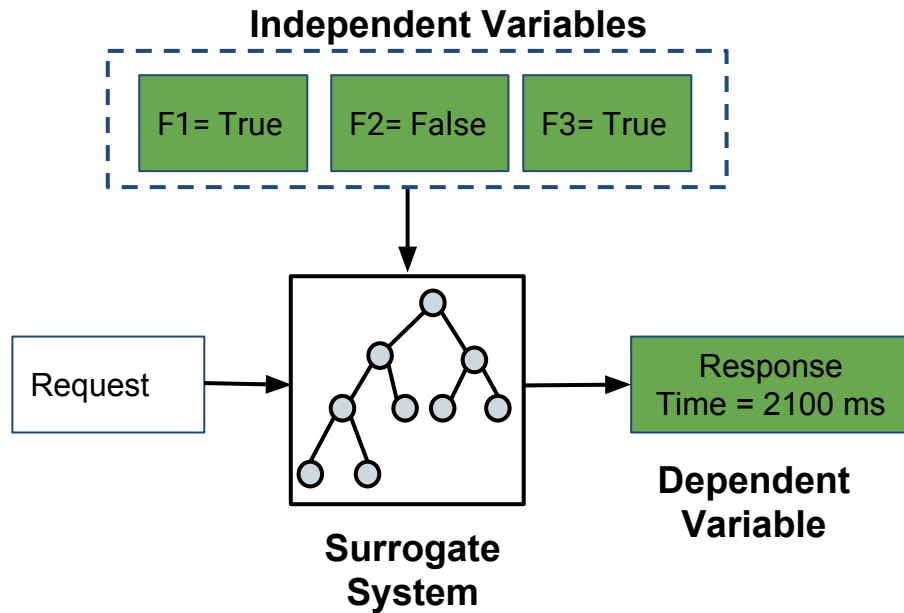 Independent Variables
F1= True
F2= False
F3= True
Request
Response
Time = 2100 ms
Dependent
Variable
Surrogate
System